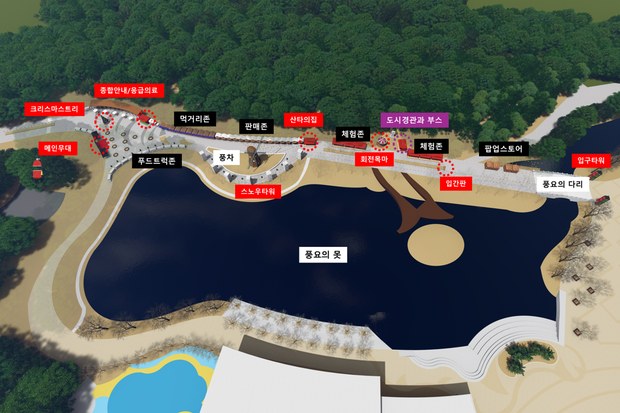 종합안내/응급의료
크리스마스트리
먹거리존
판매존
산타의집
체험존
도시경관과 부스
메인무대
푸드트럭존
풍차
회전목마
체험존
팝업스토어
입구타워
스노우타워
입간판
풍요의 다리
풍요의 못